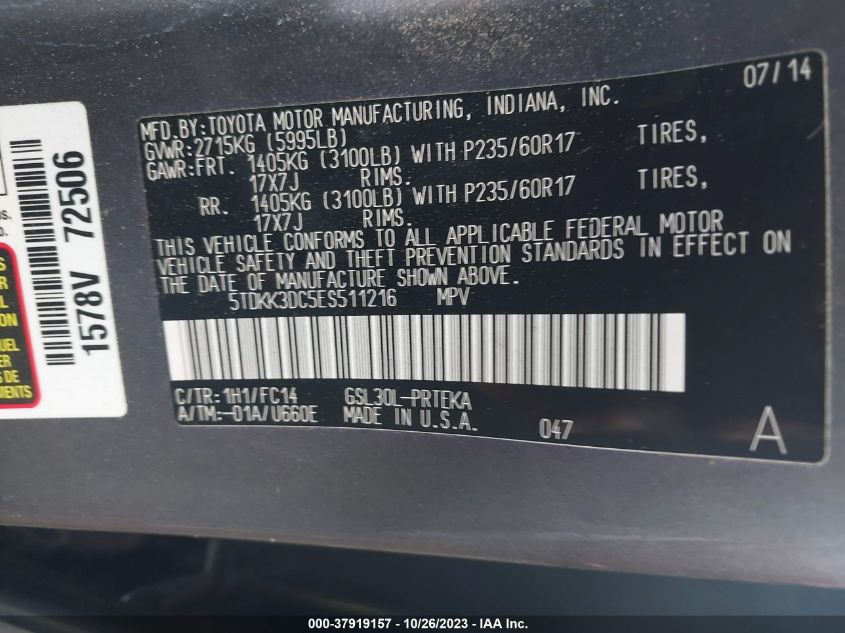 07/14
MFD.BY:TOYOTA MOTOR MANUFACTURING, INDIANA, INC.
GVWR:2715KG (5995LB)
GAWR:FRT. 1405KG (3100LB) WITH P235/60R17 TIRES,
17X7J RIMS.
RR. 1405KG (3100LB) WITH P235/60R17 TIRES,
17X7J RIMS.
THIS VEHICLE CONFORMS TO ALL APPLICABLE FEDERAL MOTOR
VEHICLE SAFETY AND THEFT PREVENTION STANDARDS IN EFFECT ON
THE DATE OF MANUFACTURE SHOWN ABOVE.
5TDKK3DC5ES511216 MPV
C/TR:1H1/FC14 GSL30L-PRTEKA
A/TM:-01A/U660E MADE IN U.S.A. 047 A
1578V 72506
000-37919157 - 10/26/2023 - IAA Inc.